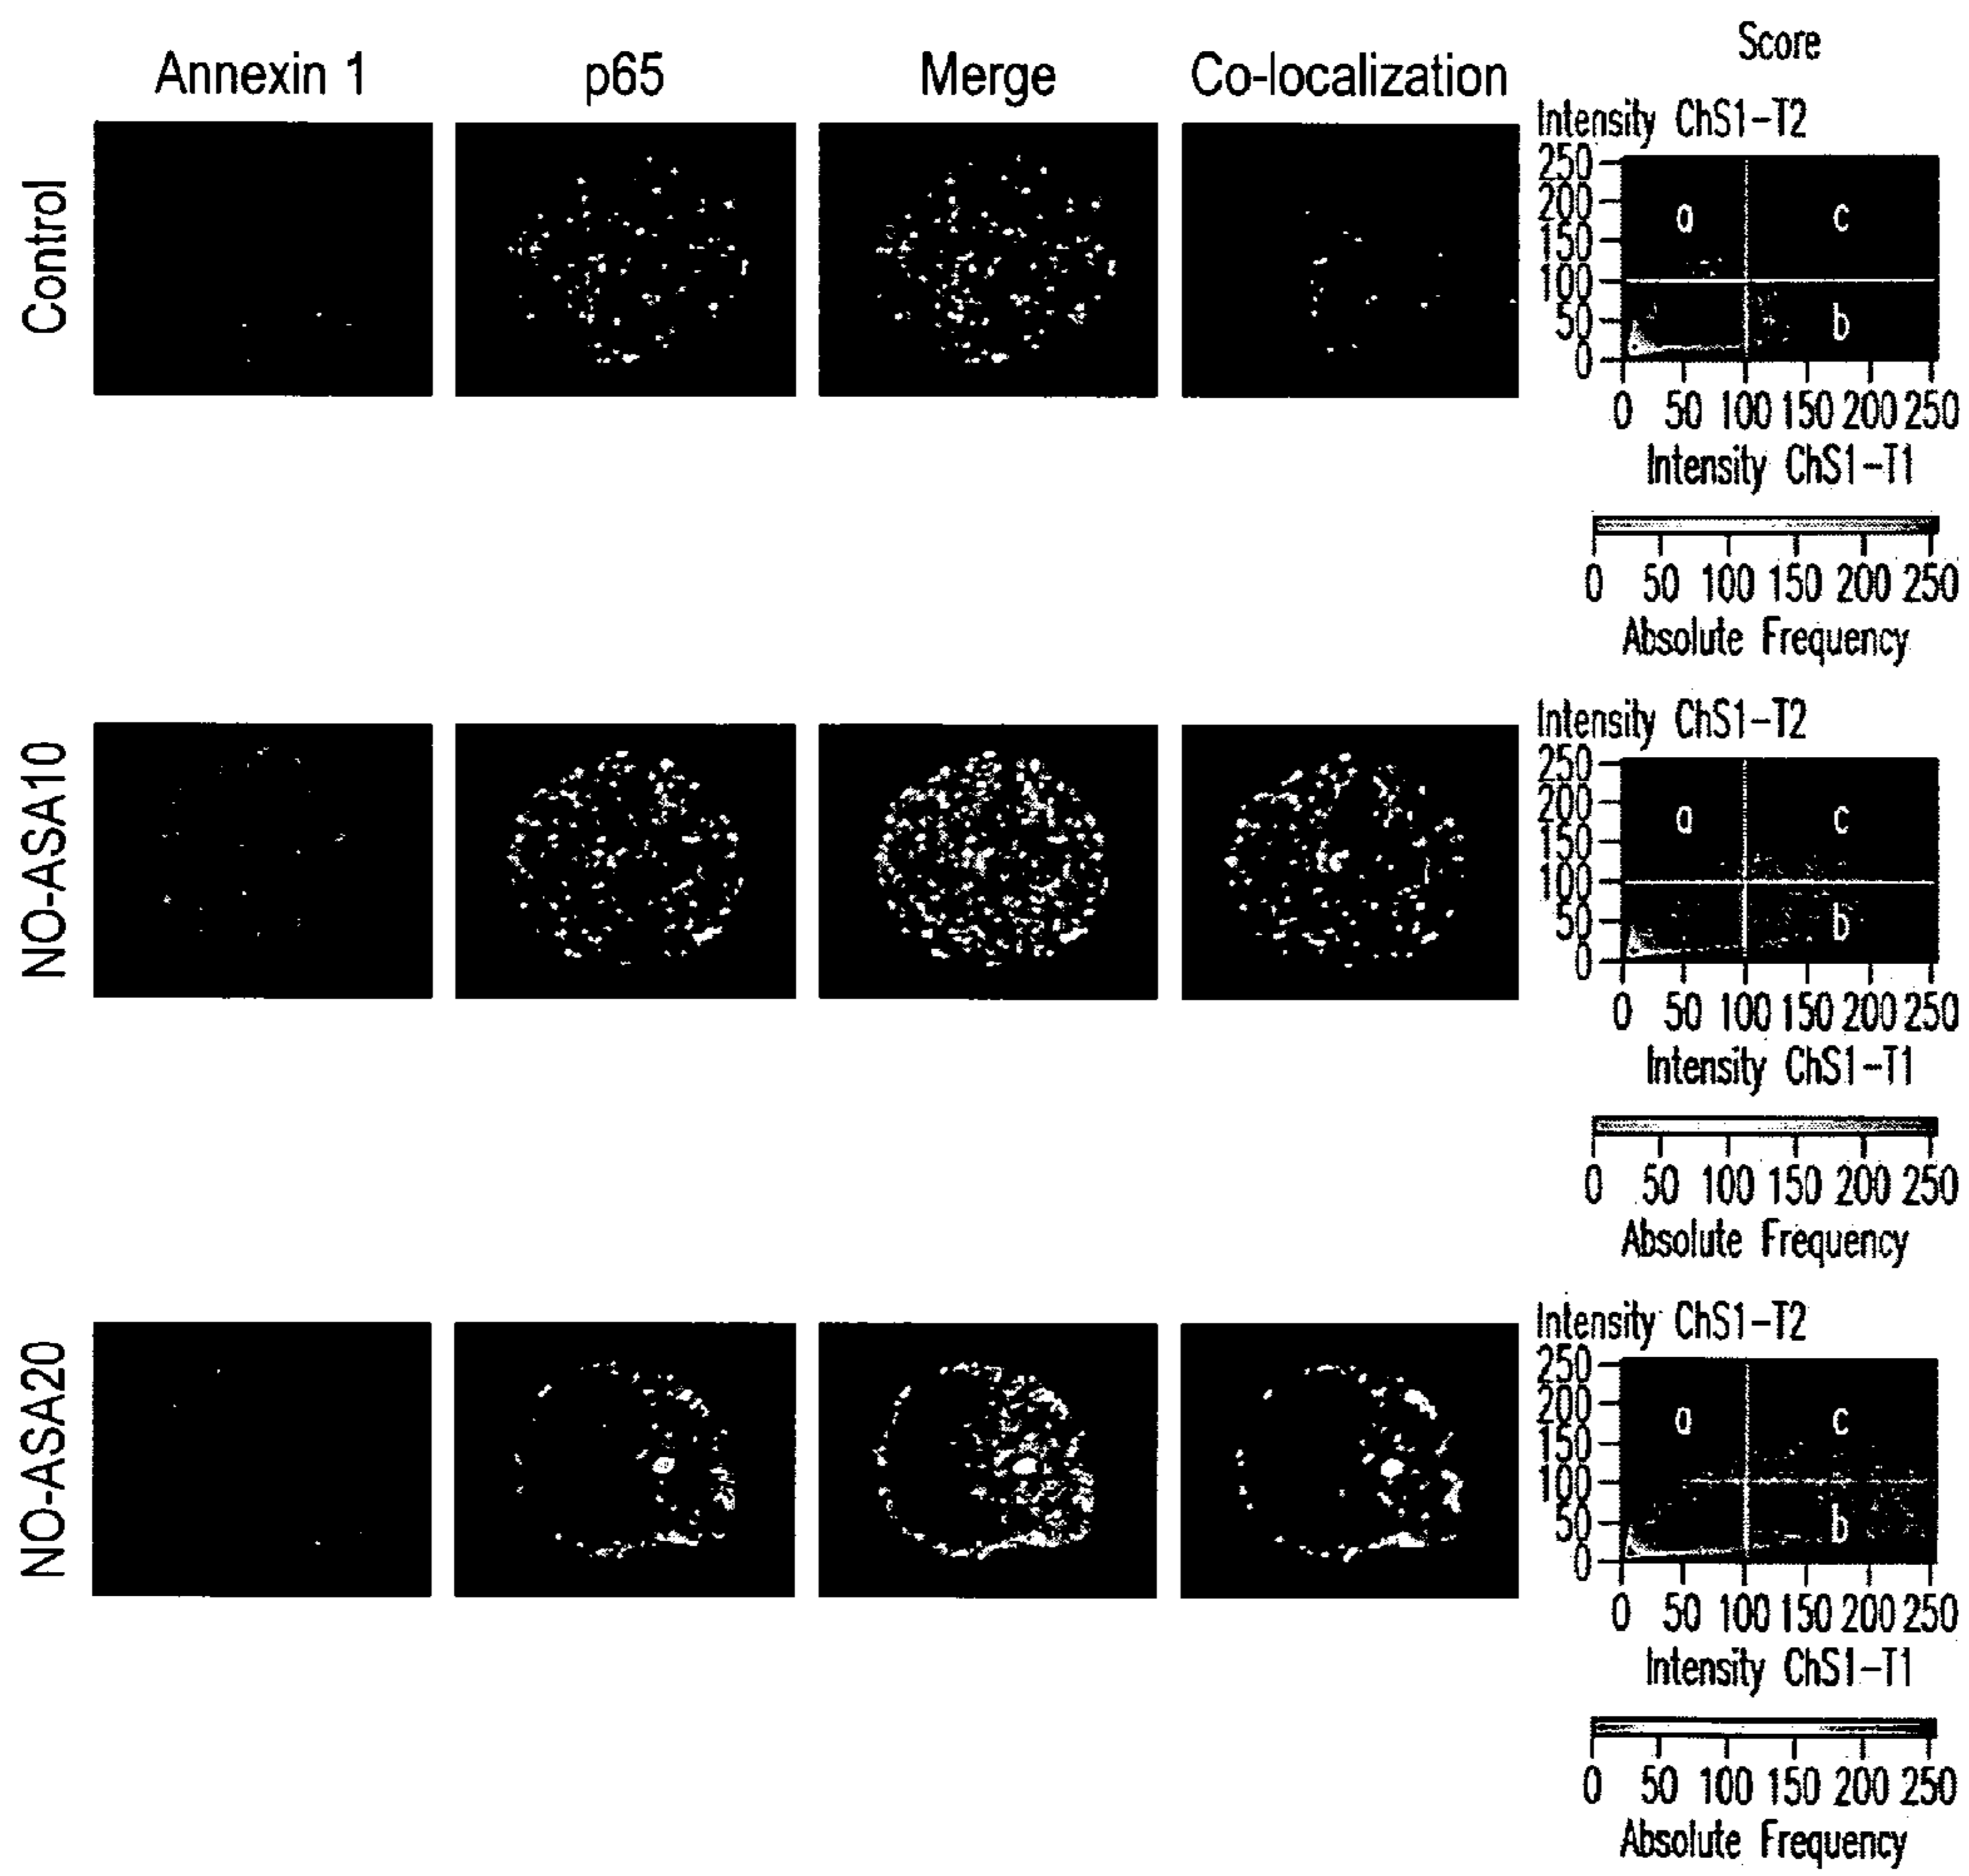 Score
Annexin 1 p65 Merge Co-localization
Control
Intensity ChS1-T2
250
200
150
100
50
0
a c
b
0 50 100 150 200 250
Intensity ChS1-T1
0 50 100 150 200 250
Absolute Frequency
NO-ASA10
Intensity ChS1-T2
250
200
150
100
50
0
a c
b
0 50 100 150 200 250
Intensity ChS1-T1
0 50 100 150 200 250
Absolute Frequency
NO-ASA20
Intensity ChS1-T2
250
200
150
100
50
0
a c
b
0 50 100 150 200 250
Intensity ChS1-T1
0 50 100 150 200 250
Absolute Frequency